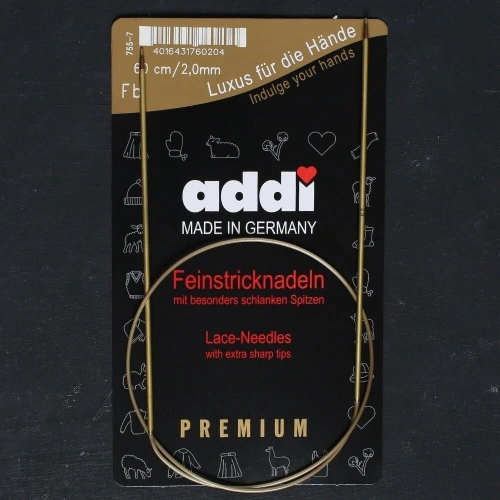 755-7
4016431760204
60 cm/2,0mm
Luxus für die Hände
Indulge your hands
addi
MADE IN GERMANY
Feinstricknadeln
mit besonders schlanken Spitzen
Lace-Needles
with extra sharp tips
PREMIUM